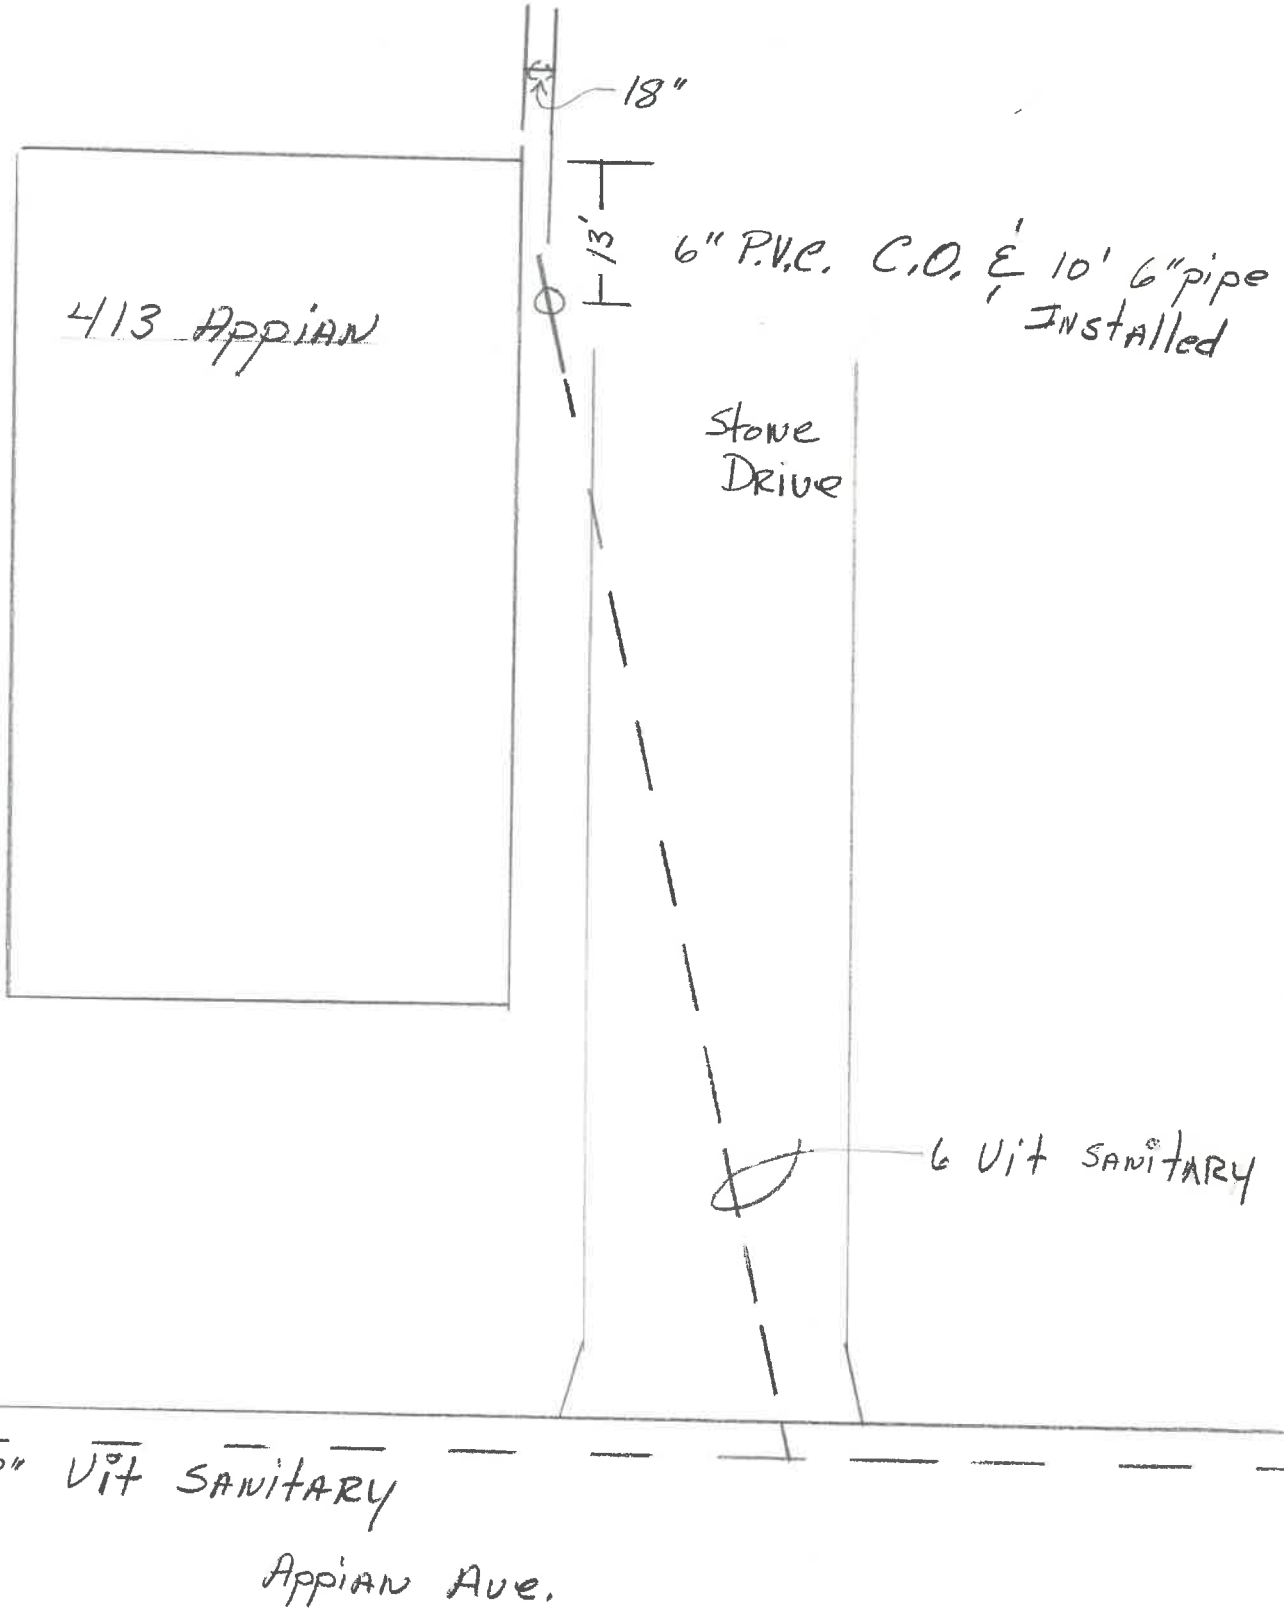 18"
13'
6" P.V.C. C.O. & 10' 6" pipe
Installed
413 Appian
Stone
Drive
6 Vit SANitARY
" Vit SANitARY
Appian Ave.